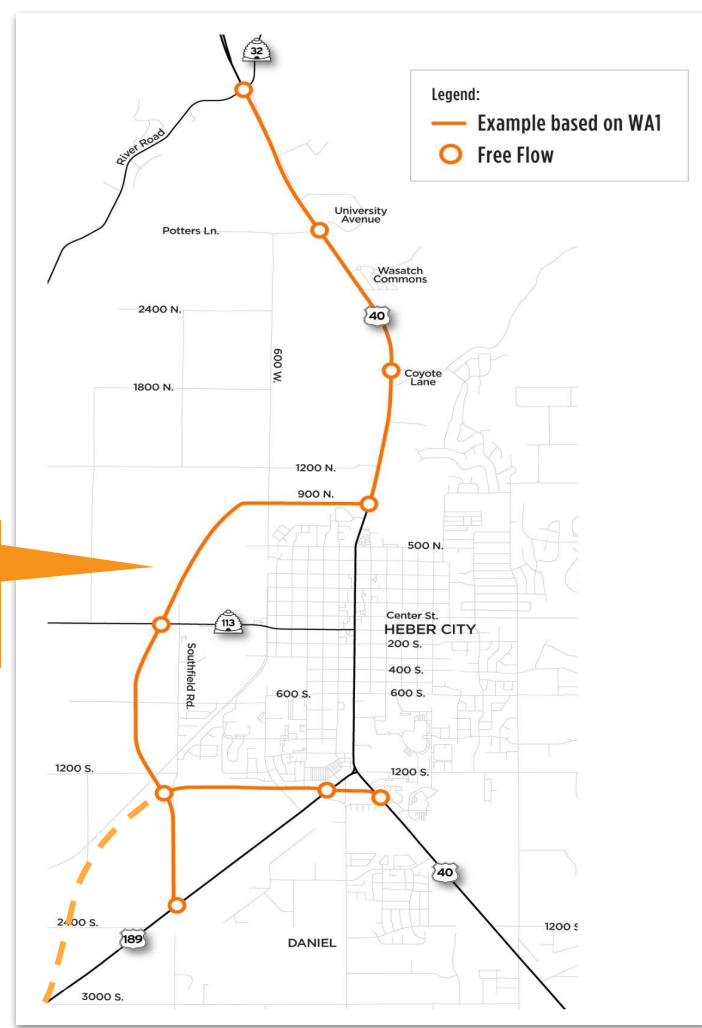 32
Legend:
Example based on WA1
Free Flow
River Road
University
Avenue
Potters Ln.
Wasatch
Commons
2400 N.
40
600 W.
Coyote
Lane
1800 N.
1200 N.
900 N.
500 N.
Center St.
113
HEBER CITY
200 S.
Southfield Rd.
400 S.
600 S.
600 S.
1200 S.
1200 S.
40
2400 S.
1200 S
189
DANIEL
3000 S.